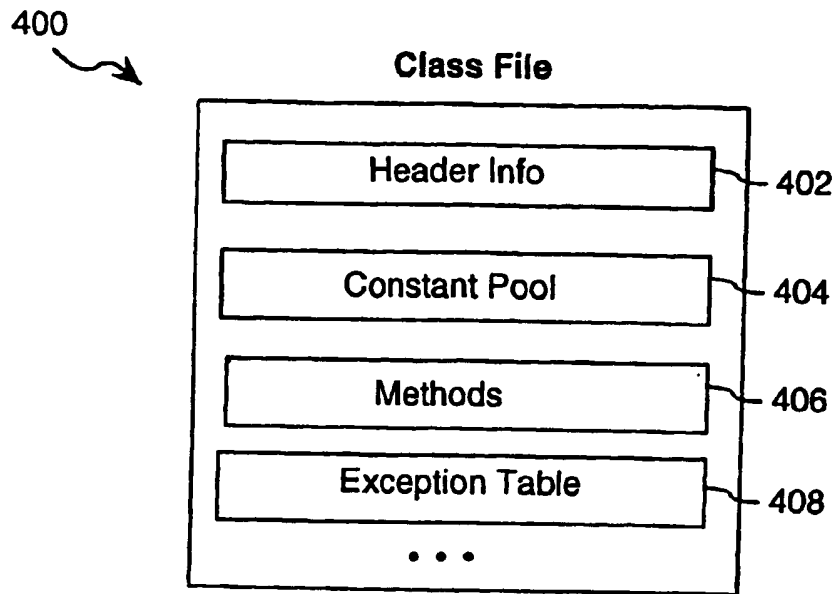 400
Class File
Header Info
402
Constant Pool
404
Methods
406
Exception Table
408
• • •